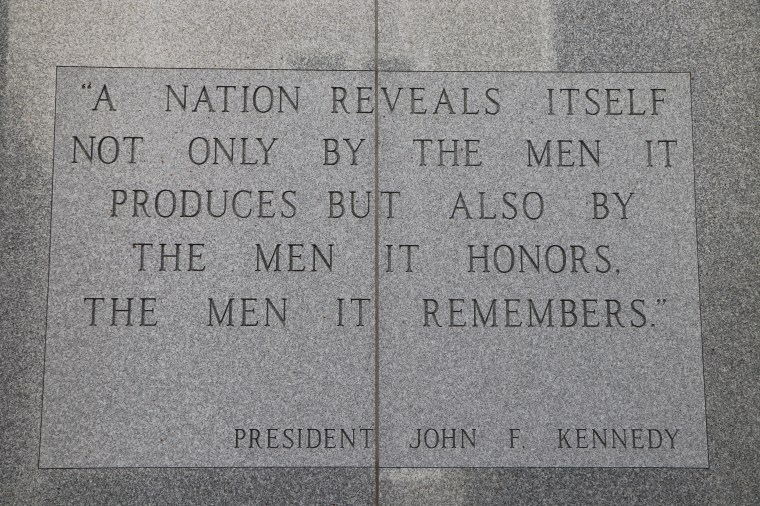 “A NATION REVEALS ITSELF
NOT ONLY BY THE MEN IT
PRODUCES BUT ALSO BY
THE MEN IT HONORS,
THE MEN IT REMEMBERS.”
PRESIDENT JOHN F. KENNEDY